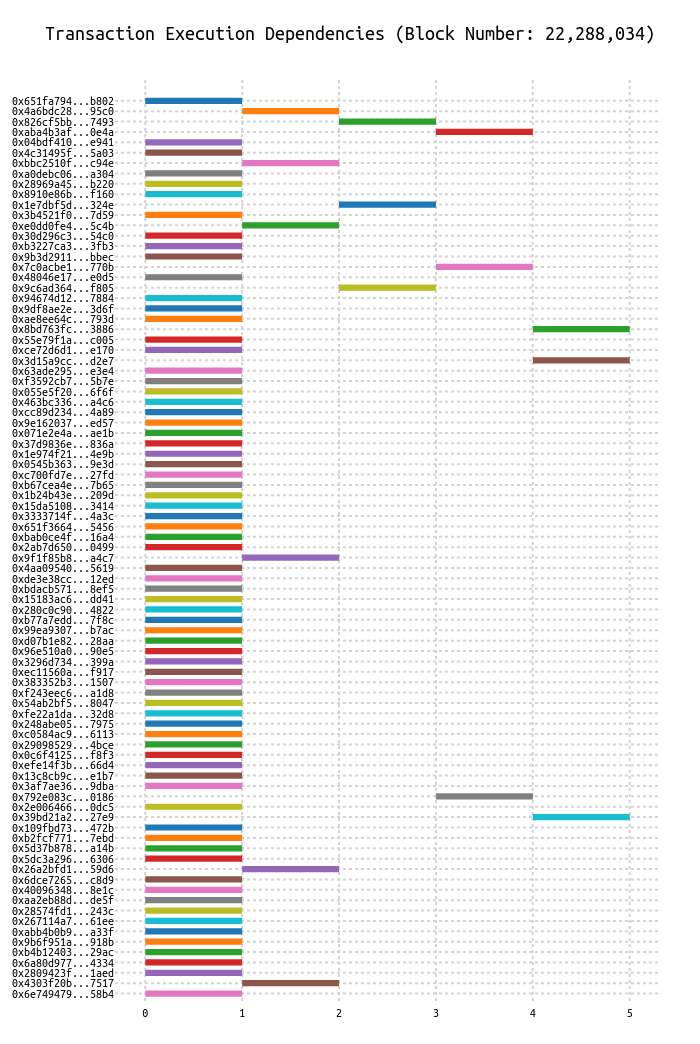 Transaction Execution Dependencies (Block Number: 22,288,034)
0x651fa794...b802
0x4a6bdc28...95c0
0x826cf5bb...7493
0xaba4b3af...0e4a
0x04bdf410...e941
0x4c31495f...5a03
0xbbc2510f...c94e
0xa0debc06...a304
0x28969a45...b220
0x8910e86b...f160
0x1e7dbf5d...324e
0x3b4521f0...7d59
0xe0dd0fe4...5c4b
0x30d296c3...54c0
0xb3227ca3...3fb3
0x9b3d2911...bbec
0x7c0acbe1...770b
0x48046e17...e0d5
0x9c6ad364...f805
0x94674d12...7884
0x9df8ae2e...3d6f
0xae8ee64c...793d
0x8bd763fc...3886
0x55e79f1a...c005
0xce72d6d1...e170
0x3d15a9cc...d2e7
0x63ade295...e3e4
0xf3592cb7...5b7e
0x055e5f20...6f6f
0x463bc336...a4c6
0xcc89d234...4a89
0x9e162037...ed57
0x071e2e4a...ae1b
0x37d9836e...836a
0x1e974f21...4e9b
0x0545b363...9e3d
0xc700fd7e...27fd
0xb67cea4e...7b65
0x1b24b43e...209d
0x15da5108...3414
0x3333714f...4a3c
0x651f3664...5456
0xbab0ce4f...16a4
0x2ab7d650...0499
0x9f1f85b8...a4c7
0x4aa09540...5619
0xde3e38cc...12ed
0xbdacb571...8ef5
0x15183ac6...dd41
0x280c0c90...4822
0xb77a7edd...7f8c
0x99ea9307...b7ac
0xd07b1e82...28aa
0x96e510a0...90e5
0x3296d734...399a
0xec11560a...f917
0x383352b3...1507
0xf243eec6...a1d8
0x54ab2bf5...8047
0xfe22a1da...32d8
0x248abe05...7975
0xc0584ac9...6113
0x29098529...4bce
0x0c6f4125...f8f3
0xefe14f3b...66d4
0x13c8cb9c...e1b7
0x3af7ae36...9dba
0x792e083c...0186
0x2e006466...0dc5
0x39bd21a2...27e9
0x109fbd73...472b
0xb2fcf771...7ebd
0x5d37b878...a14b
0x5dc3a296...6306
0x26a2bfd1...59d6
0x6dce7265...c8d9
0x40096348...8e1c
0xaa2eb88d...de5f
0x28574fd1...243c
0x267114a7...61ee
0xabb4b0b9...a33f
0x9b6f951a...918b
0xb4b12403...29ac
0x6a80d977...4334
0x2809423f...1aed
0x4303f20b...7517
0x6e749479...58b4
0 1 2 3 4 5